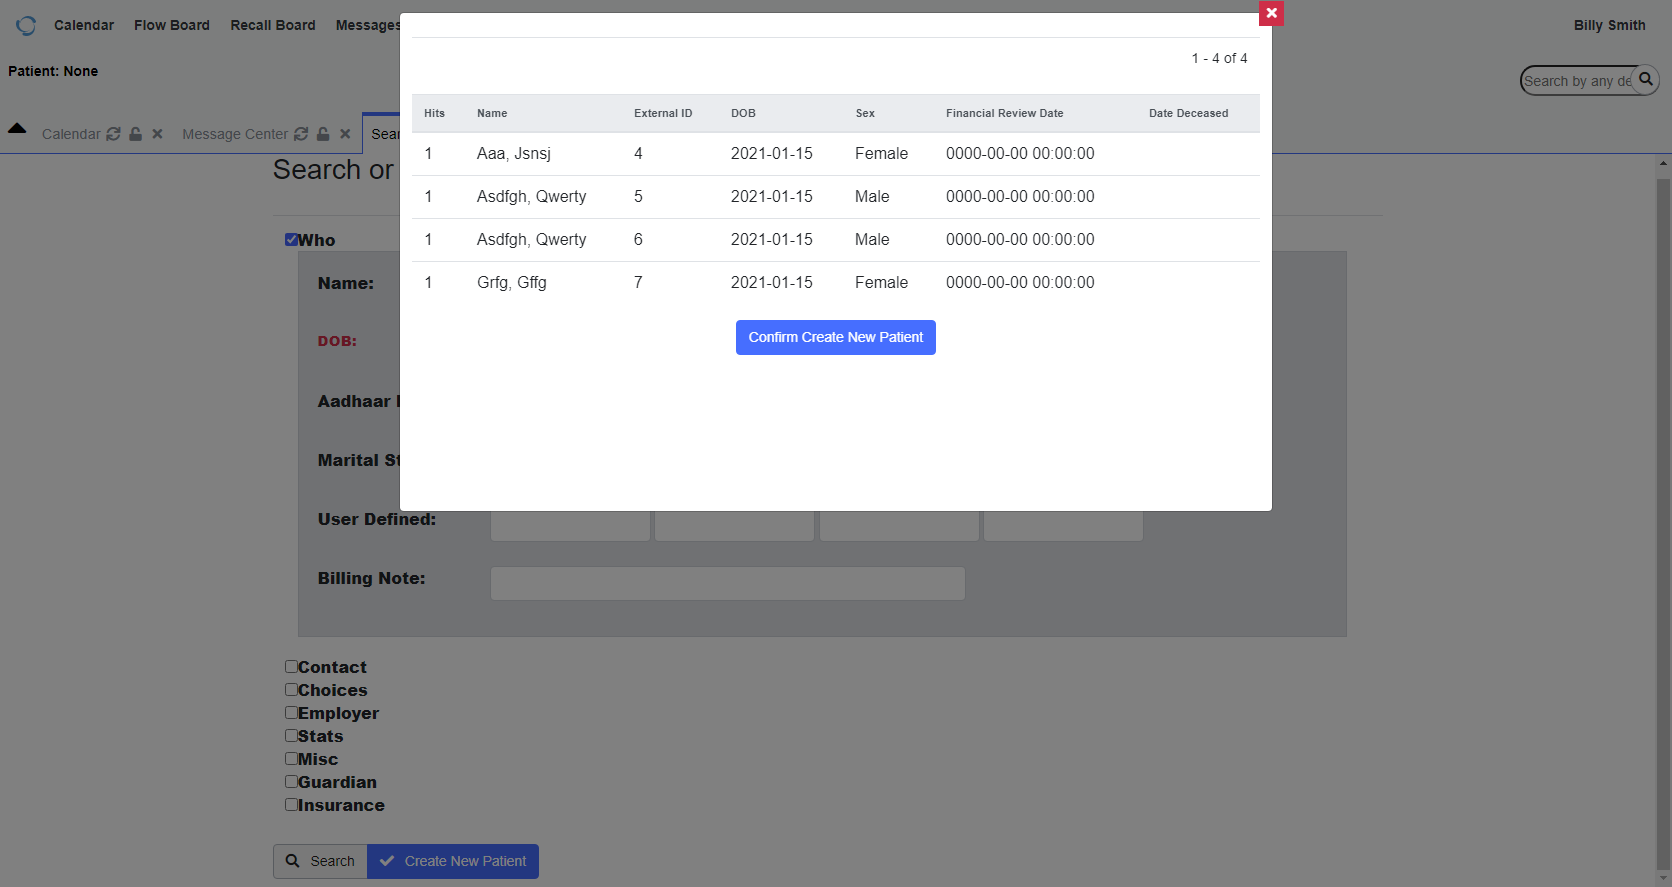 Calendar Flow Board Recall Board Messages
Billy Smith
Patient: None
Search by any de
Calendar Message Center Sear
Search or
1 - 4 of 4
Hits Name External ID DOB Sex Financial Review Date Date Deceased
1 Aaa, Jsnsj 4 2021-01-15 Female 0000-00-00 00:00:00
1 Asdfgh, Qwerty 5 2021-01-15 Male 0000-00-00 00:00:00
1 Asdfgh, Qwerty 6 2021-01-15 Male 0000-00-00 00:00:00
1 Grfg, Gffg 7 2021-01-15 Female 0000-00-00 00:00:00
Confirm Create New Patient
Who
Name:
DOB:
Aadhaar
Marital St
User Defined:
Billing Note:
Contact
Choices
Employer
Stats
Misc
Guardian
Insurance
Search Create New Patient